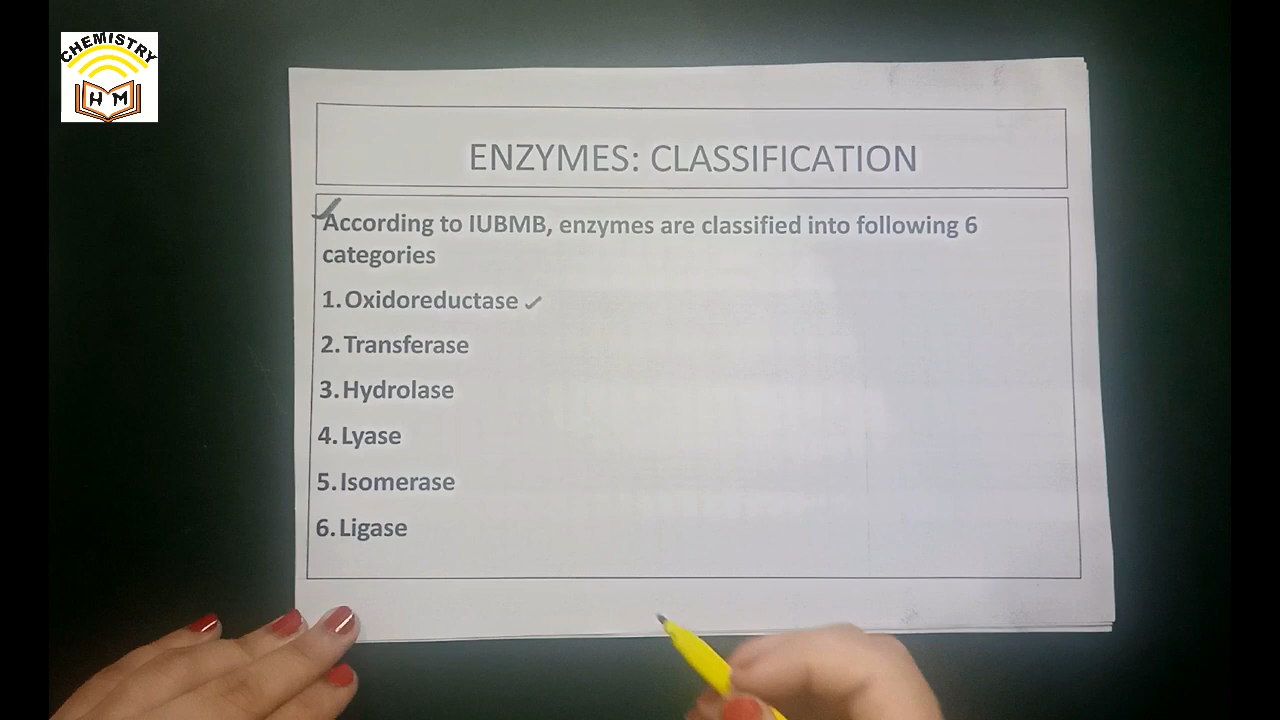 CHEMISTRY
H M
ENZYMES: CLASSIFICATION
According to IUBMB, enzymes are classified into following 6
categories
1. Oxidoreductase
2. Transferase
3. Hydrolase
4. Lyase
5. Isomerase
6. Ligase